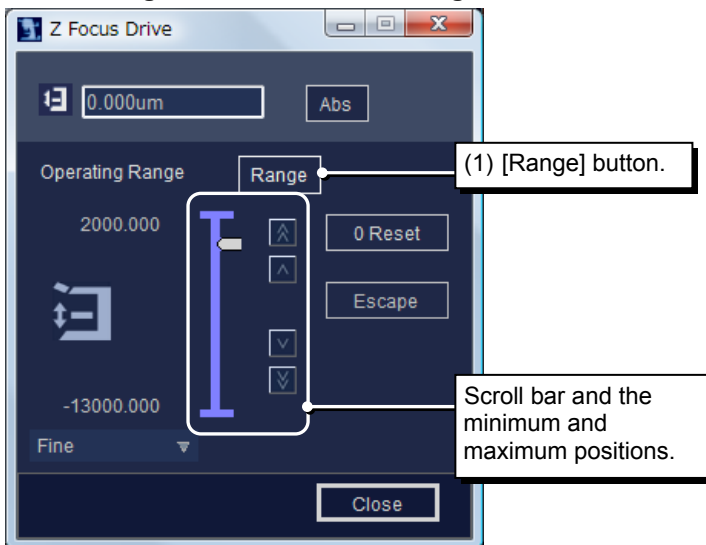 Z Focus Drive
0.000um
Abs
Operating Range
Range
(1) [Range] button.
2000.000
0 Reset
Escape
-13000.000
Scroll bar and the
minimum and
maximum positions.
Fine
Close